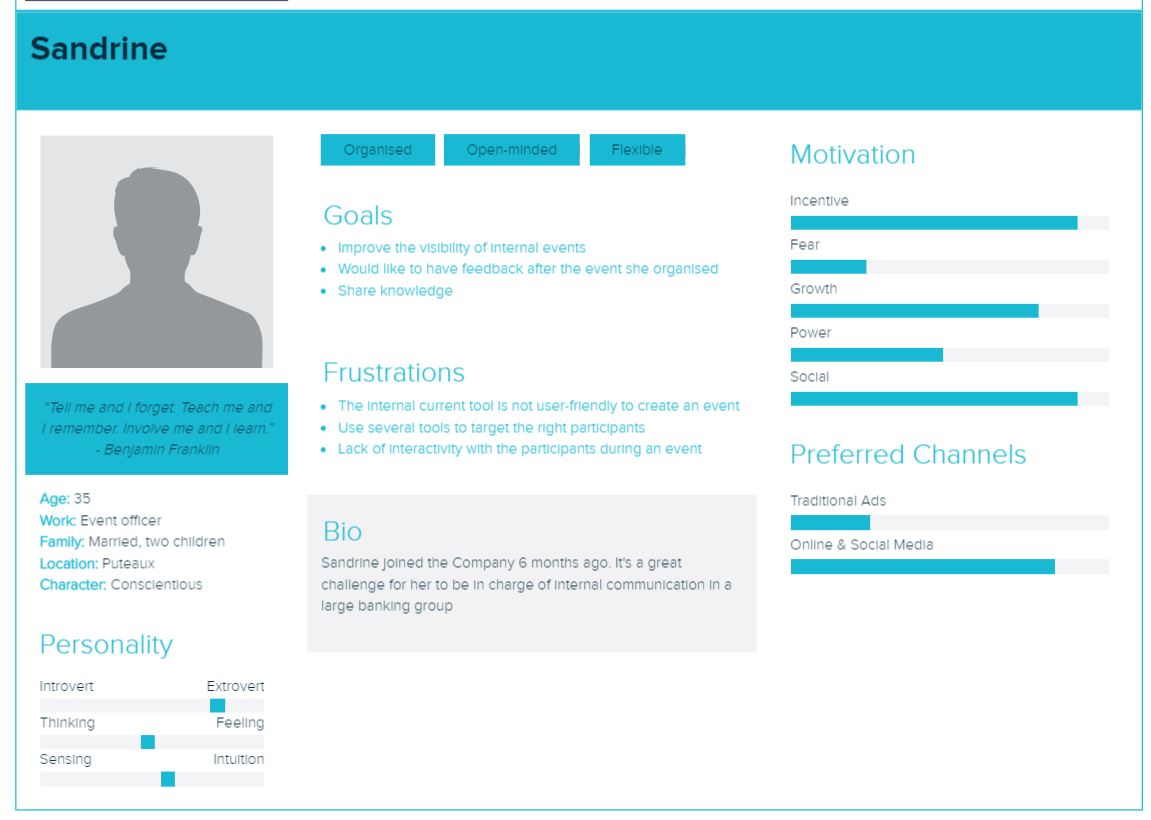 Sandrine
Organised
Open-minded
Flexible
Goals
• Improve the visibility of internal events
• Would like to have feedback after the event she organised
• Share knowledge
Frustrations
• The internal current tool is not user-friendly to create an event
• Use several tools to target the right participants
• Lack of interactivity with the participants during an event
Bio
Sandrine joined the Company 6 months ago. It's a great
challenge for her to be in charge of internal communication in a
large banking group
“Tell me and I forget. Teach me and
I remember. Involve me and I learn.”
- Benjamin Franklin
Age: 35
Work: Event officer
Family: Married, two children
Location: Puteaux
Character: Conscientious
Personality
Introvert Extrovert
Thinking Feeling
Sensing Intuition
Motivation
Incentive
Fear
Growth
Power
Social
Preferred Channels
Traditional Ads
Online & Social Media